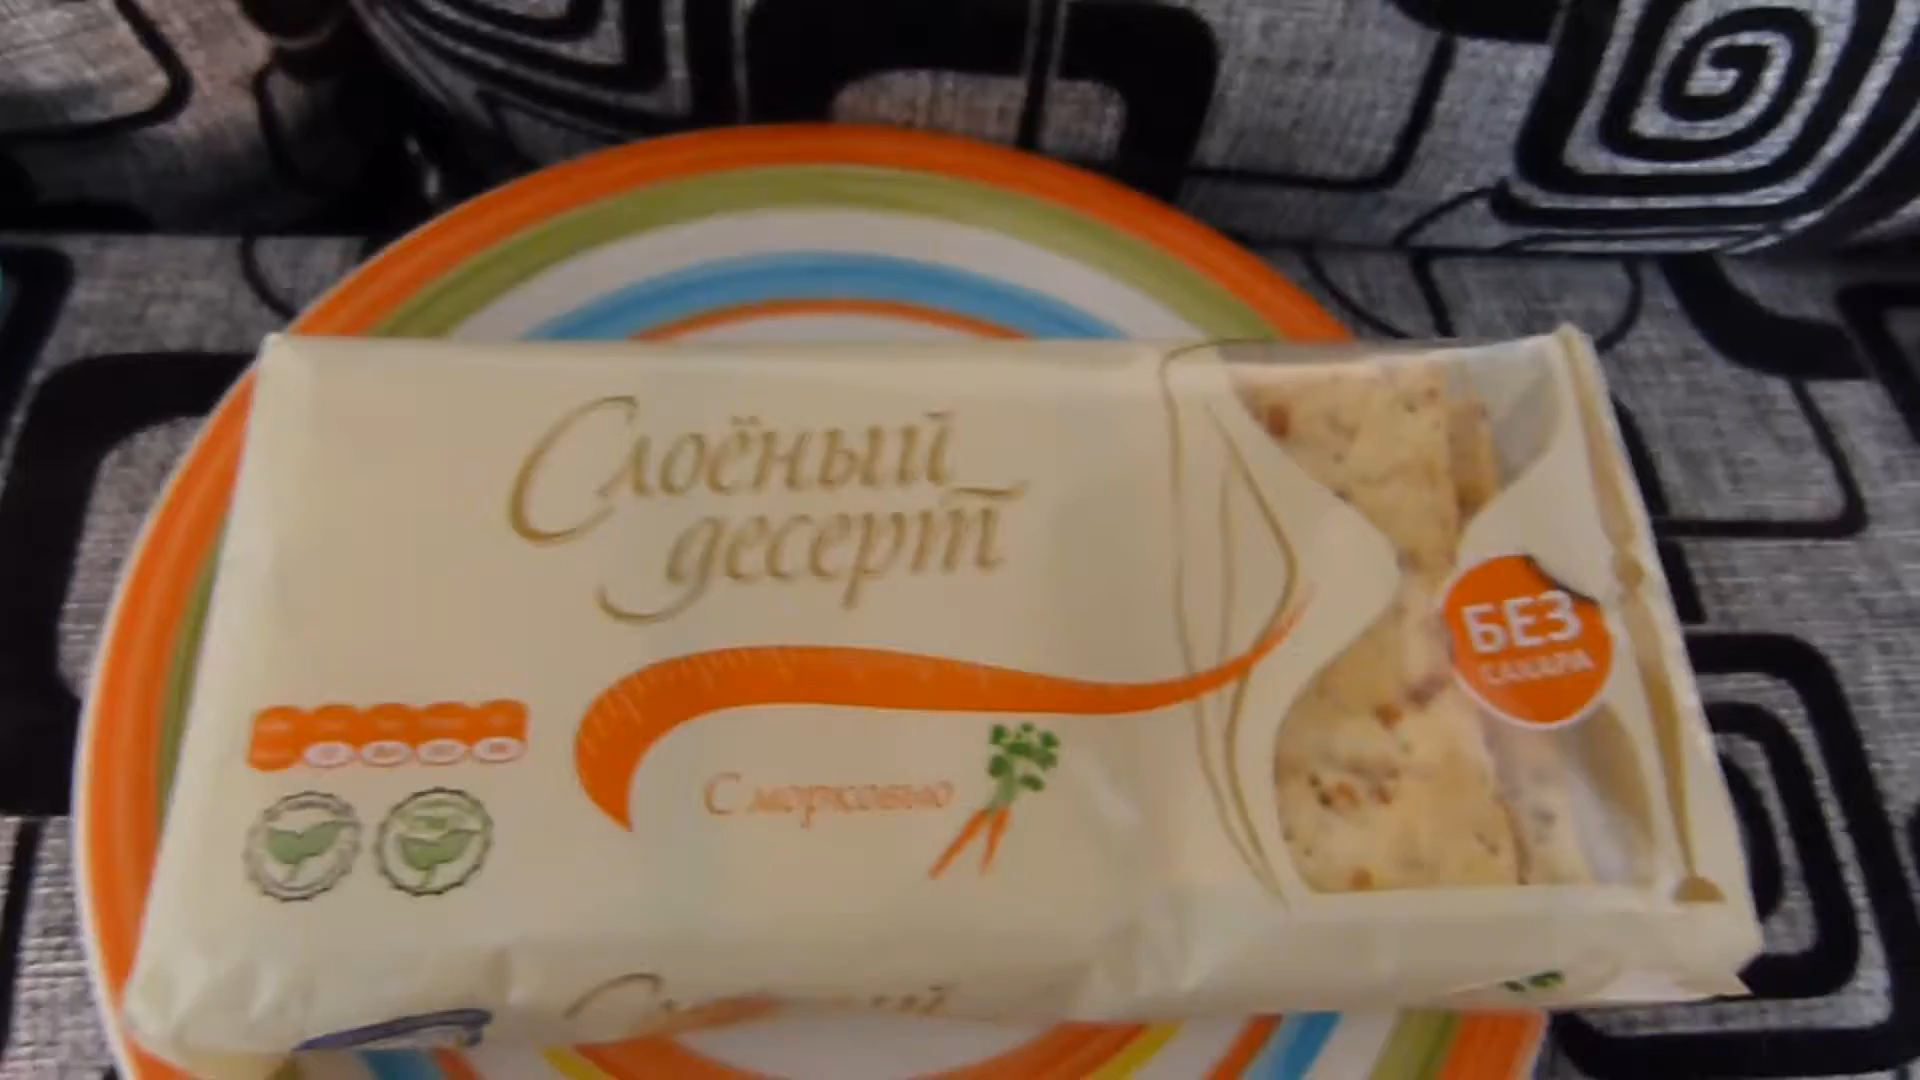 Слоёный
десерт
БЕЗ
САХАРА
С морковью